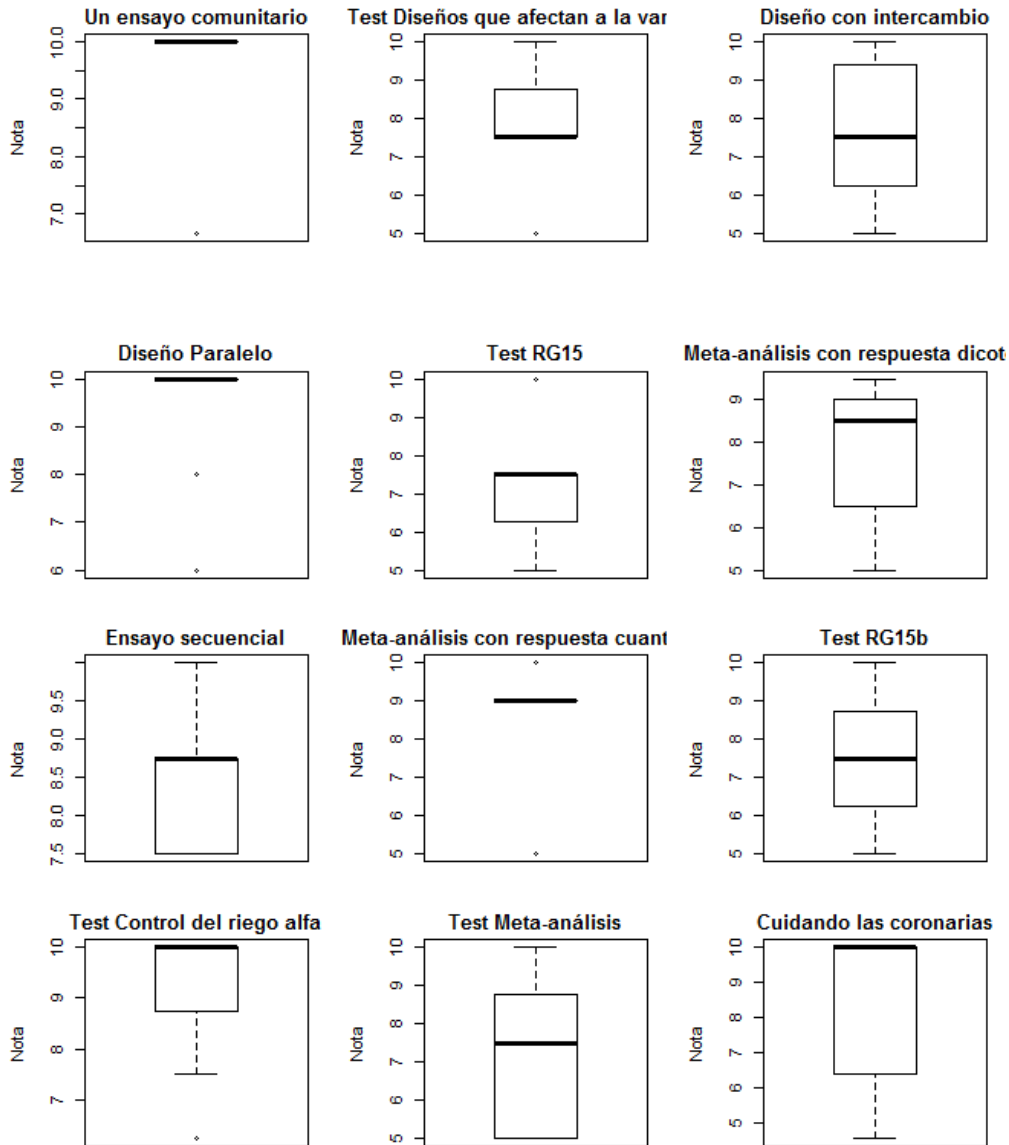 Un ensayo comunitario
Nota
10.0
9.0
8.0
7.0
Test Diseños que afectan a la var
Nota
10
9
8
7
6
5
Diseño con intercambio
Nota
10
9
8
7
6
5
Diseño Paralelo
Nota
10
9
8
7
6
Test RG15
Nota
10
9
8
7
6
5
Meta-análisis con respuesta dicot
Nota
9
8
7
6
5
Ensayo secuencial
Nota
9.5
9.0
8.5
8.0
7.5
Meta-análisis con respuesta cuant
Nota
10
9
8
7
6
5
Test RG15b
Nota
10
9
8
7
6
5
Test Control del riego alfa
Nota
10
9
8
7
Test Meta-análisis
Nota
10
9
8
7
6
5
Cuidando las coronarias
Nota
10
9
8
7
6
5